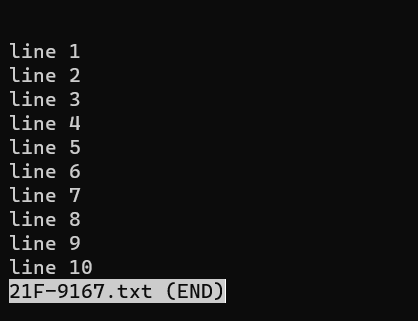 line 1
line 2
line 3
line 4
line 5
line 6
line 7
line 8
line 9
line 10
21F-9167.txt (END)